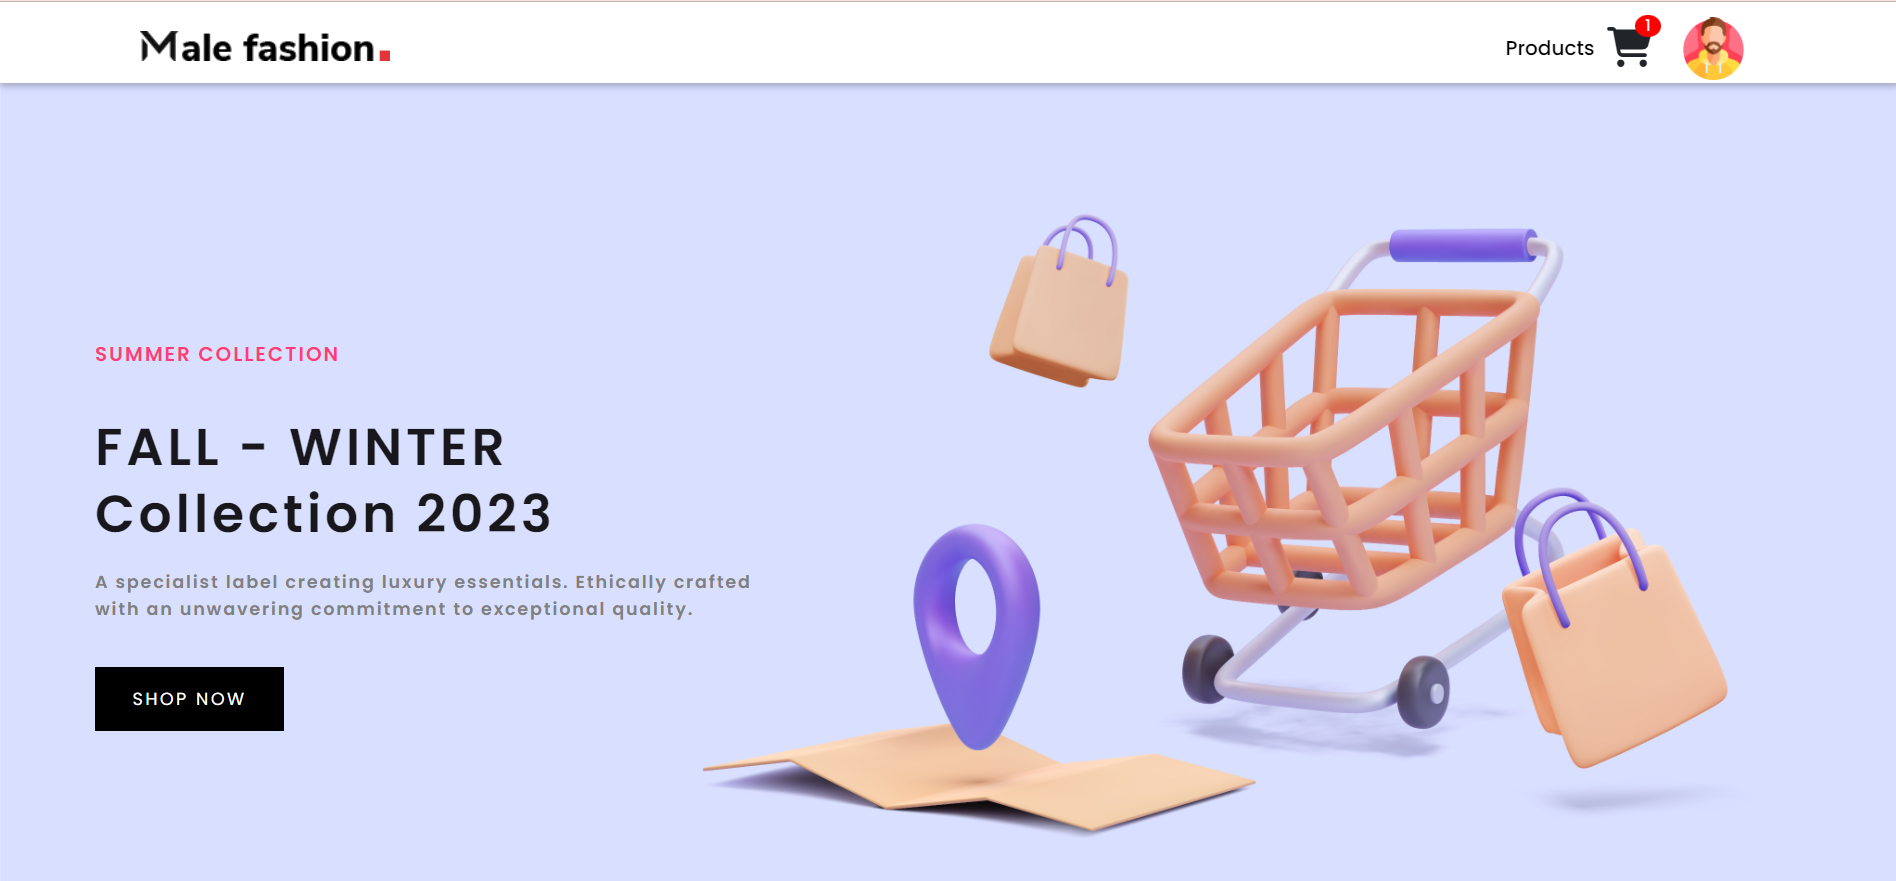 Male fashion.
Products
1
SUMMER COLLECTION
FALL - WINTER
Collection 2023
A specialist label creating luxury essentials. Ethically crafted
with an unwavering commitment to exceptional quality.
SHOP NOW